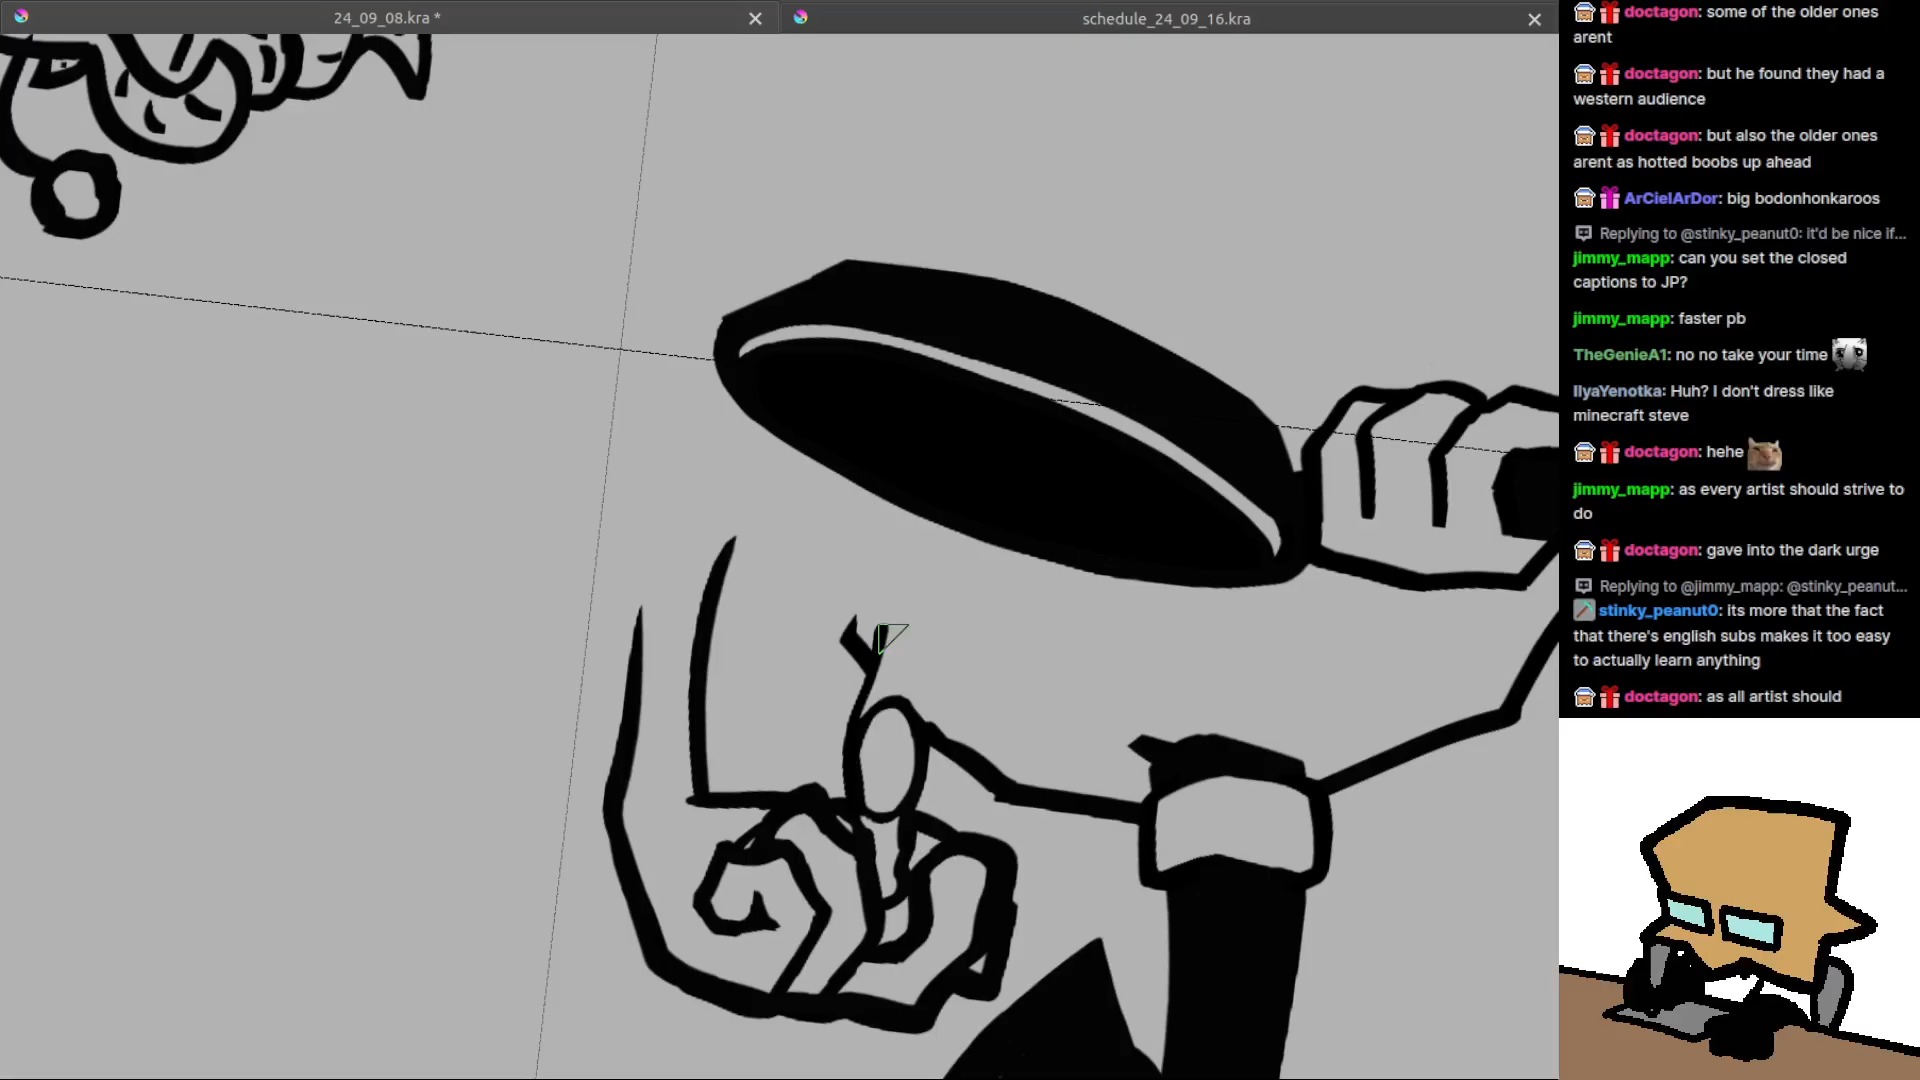 24_09_08.kra *
schedule_24_09_16.kra
doctagon: some of the older ones
arent
doctagon: but he found they had a
western audience
doctagon: but also the older ones
arent as hotted boobs up ahead
ArCielArDor: big bodonhonkaroos
Replying to @stinky_peanut0: it'd be nice if...
jimmy_mapp: can you set the closed
captions to JP?
jimmy_mapp: faster pb
TheGenieA1: no no take your time
IlyaYenotka: Huh? I don't dress like
minecraft steve
doctagon: hehe
jimmy_mapp: as every artist should strive to
do
doctagon: gave into the dark urge
Replying to @jimmy_mapp: @stinky_peanut...
stinky_peanut0: its more that the fact
that there's english subs makes it too easy
to actually learn anything
doctagon: as all artist should